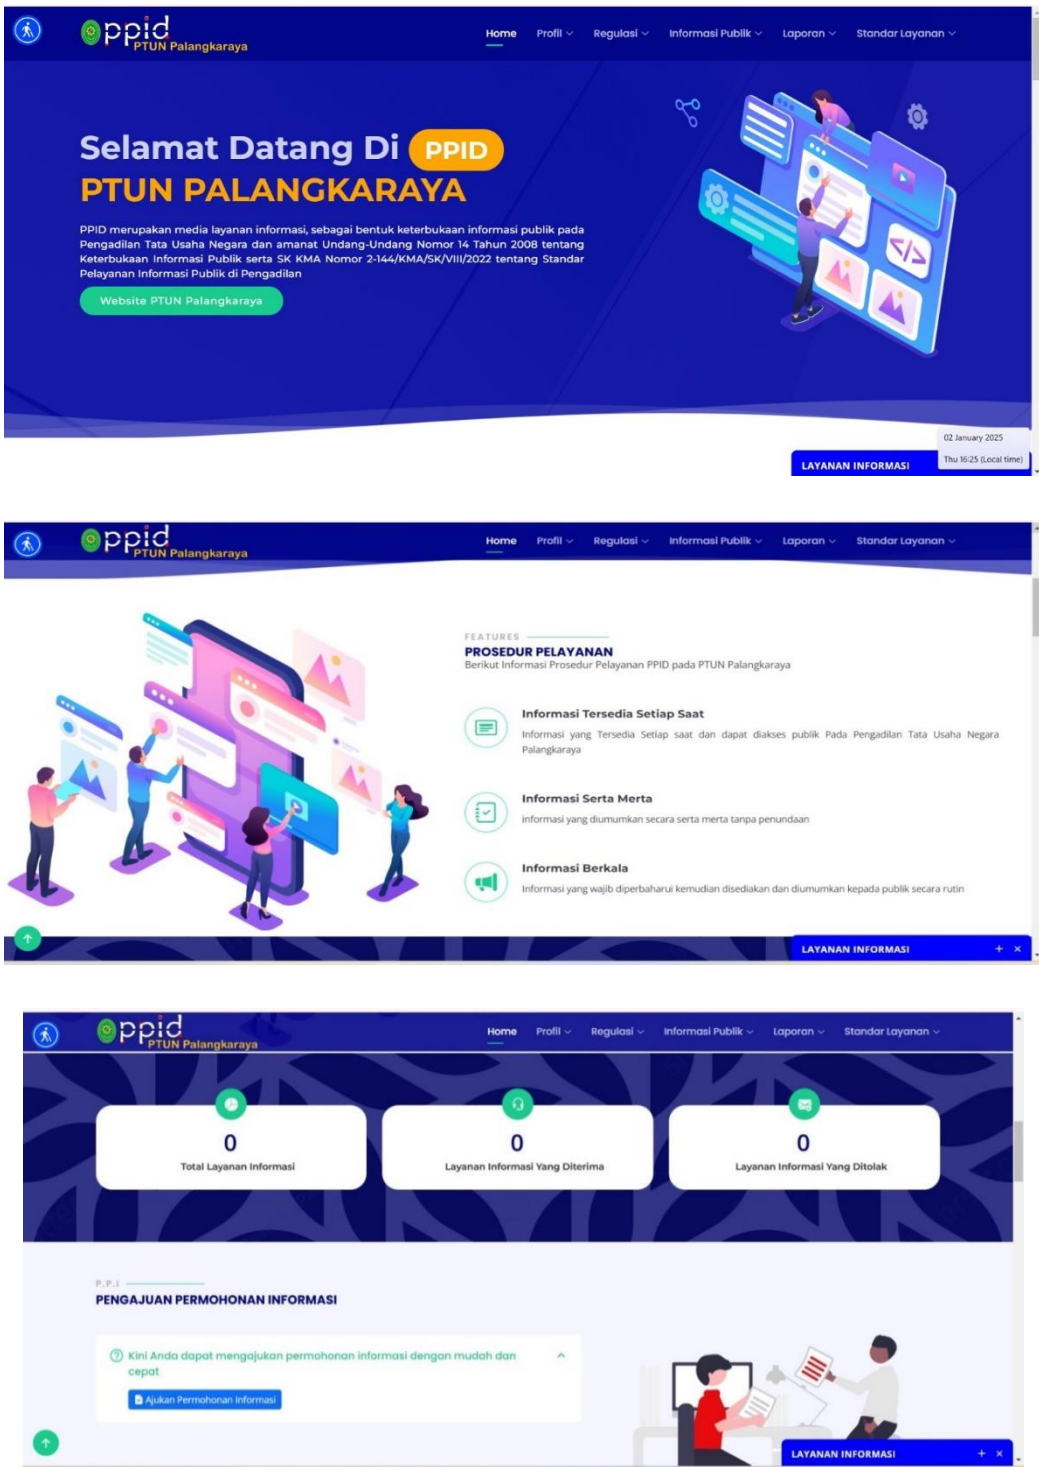 ppid
PTUN Palangkaraya
Home Profil Regulasi Informasi Publik Laporan Standar Layanan
Selamat Datang Di PPID
PTUN PALANGKARAYA
PPID merupakan media layanan informasi, sebagai bentuk keterbukaan informasi publik pada
Pengadilan Tata Usaha Negara dan amanat Undang-Undang Nomor 14 Tahun 2008 tentang
Keterbukaan Informasi Publik serta SK KMA Nomor 2-144/KMA/SK/VIII/2022 tentang Standar
Pelayanan Informasi Publik di Pengadilan
Website PTUN Palangkaraya
02 January 2025
Thu 16:25 (Local time)
LAYANAN INFORMASI
ppid
PTUN Palangkaraya
Home Profil Regulasi Informasi Publik Laporan Standar Layanan
FEATURES
PROSEDUR PELAYANAN
Berikut Informasi Prosedur Pelayanan PPID pada PTUN Palangkaraya
Informasi Tersedia Setiap Saat
Informasi yang Tersedia Setiap saat dan dapat diakses publik Pada Pengadilan Tata Usaha Negara
Palangkaraya
Informasi Serta Merta
informasi yang diumumkan secara serta merta tanpa penundaan
Informasi Berkala
Informasi yang wajib diperbaharui kemudian disediakan dan diumumkan kepada publik secara rutin
LAYANAN INFORMASI + ×
ppid
PTUN Palangkaraya
Home Profil Regulasi Informasi Publik Laporan Standar Layanan
0 0 0
Total Layanan Informasi Layanan Informasi Yang Diterima Layanan Informasi Yang Ditolak
P.P.I
PENGAJUAN PERMOHONAN INFORMASI
Kini Anda dapat mengajukan permohonan informasi dengan mudah dan
cepat
Ajukan Permohonan Informasi
LAYANAN INFORMASI + ×